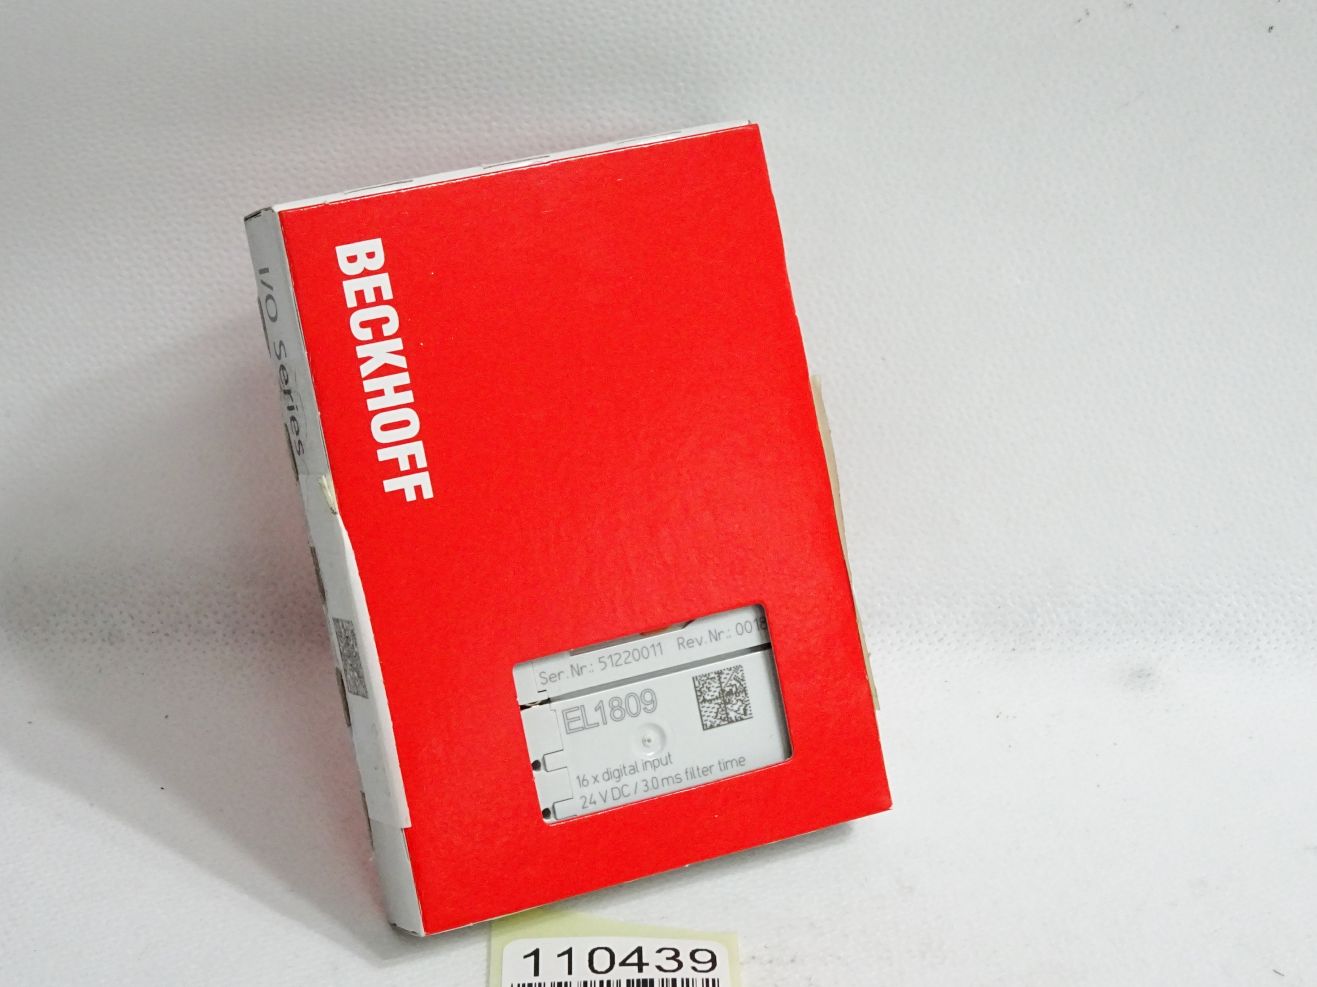 BECKHOFF
I/O Series
Ser.Nr.: 51220011 Rev.Nr.: 0018
EL1809
16 x digital input
24 V DC / 3.0 ms filter time
110439